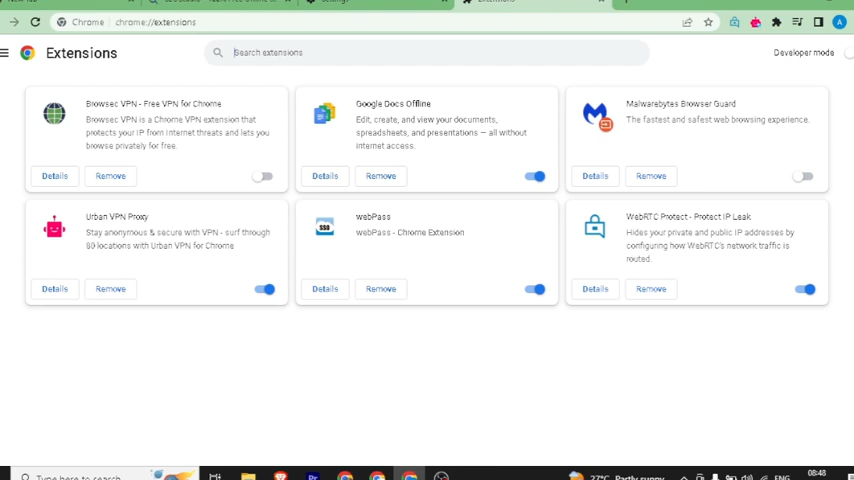 Chrome chrome://extensions
A
Extensions
Search extensions
Developer mode
Browsec VPN - Free VPN for Chrome
Browsec VPN is a Chrome VPN extension that
protects your IP from Internet threats and lets you
browse privately for free.
Details
Remove
Google Docs Offline
Edit, create, and view your documents,
spreadsheets, and presentations — all without
internet access.
Details
Remove
Malwarebytes Browser Guard
The fastest and safest web browsing experience.
Details
Remove
Urban VPN Proxy
Stay anonymous & secure with VPN - surf through
80 locations with Urban VPN for Chrome
Details
Remove
SSB
webPass
webPass - Chrome Extension
Details
Remove
WebRTC Protect - Protect IP Leak
Hides your private and public IP addresses by
configuring how WebRTC's network traffic is
routed
Details
Remove
Type here to search
Pr
27°C Partly sunny
ENG
08:48